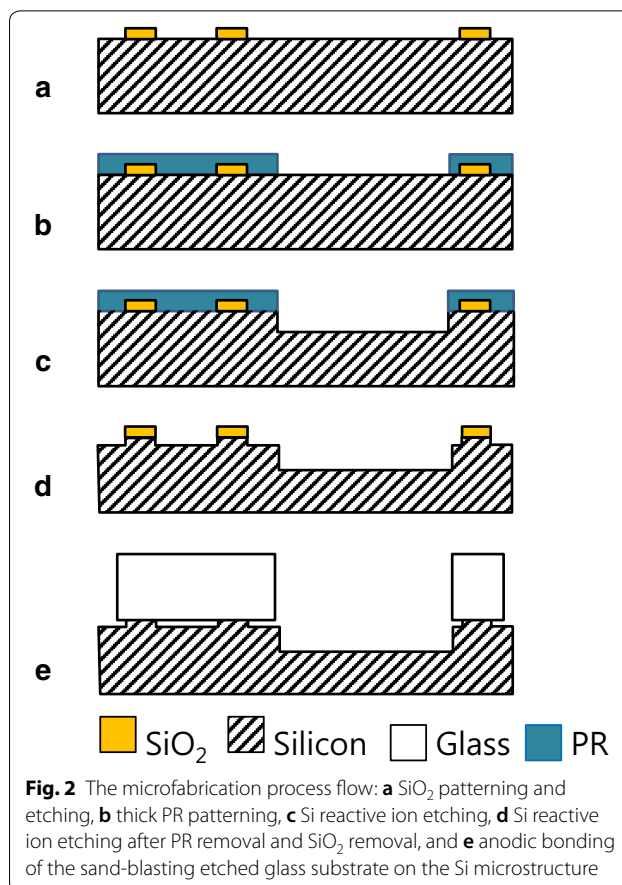 a
b
c
d
e
SiO₂ Silicon Glass PR
Fig. 2 The microfabrication process flow: a SiO₂ patterning and
etching, b thick PR patterning, c Si reactive ion etching, d Si reactive
ion etching after PR removal and SiO₂ removal, and e anodic bonding
of the sand-blasting etched glass substrate on the Si microstructure